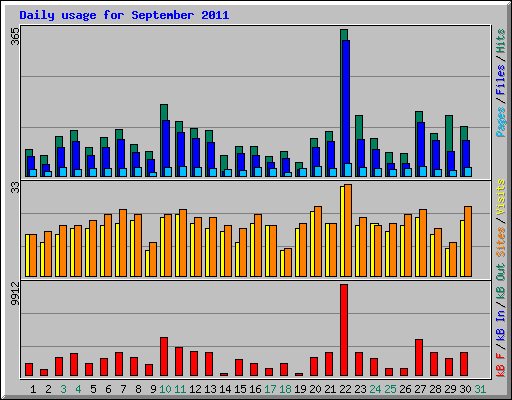 Daily usage for September 2011
365
Pages / Files / Hits
33
Sites / Visits
9912
kB F / kB In / kB Out
1 2 3 4 5 6 7 8 9 10 11 12 13 14 15 16 17 18 19 20 21 22 23 24 25 26 27 28 29 30 31